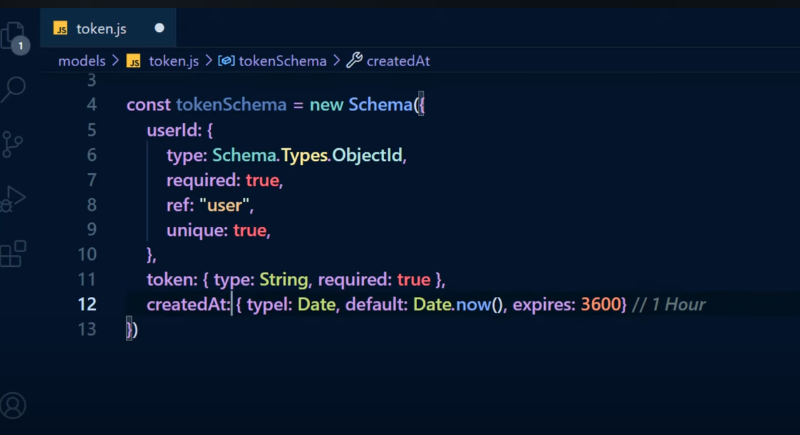 JS token.js
1
models > JS token.js > tokenSchema > createdAt
3
4 const tokenSchema = new Schema({
5 userId: {
6 type: Schema.Types.ObjectId,
7 required: true,
8 ref: "user",
9 unique: true,
10 },
11 token: { type: String, required: true },
12 createdAt: { typel: Date, default: Date.now(), expires: 3600} // 1 Hour
13 })